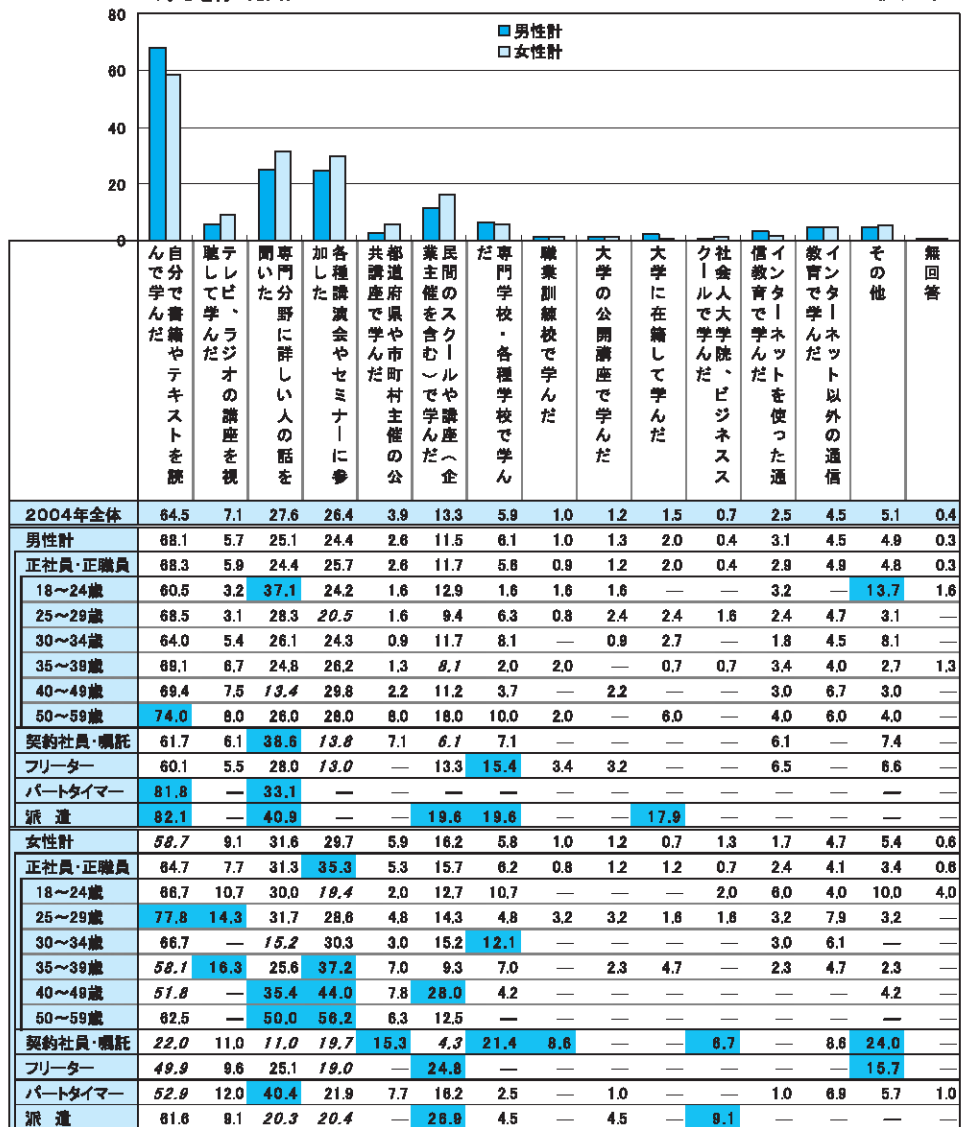 80
60
40
20
0
男性計
女性計
自分で書籍やテキストを読んで学んだ
テレビ、ラジオの講座を視聴して学んだ
専門分野に詳しい人の話を聞いた
各種講演会やセミナーに参加した
都道府県や市町村主催の公共講座で学んだ
民間のスクールや講座（企業主催を含む）で学んだ
専門学校・各種学校で学んだ
職業訓練校で学んだ
大学の公開講座で学んだ
大学に在籍して学んだ
社会人大学院、ビジネススクールで学んだ
インターネットを使った通信教育で学んだ
インターネット以外の通信教育で学んだ
その他
無回答
2004年全体 64.5 7.1 27.6 26.4 3.9 13.3 5.9 1.0 1.2 1.5 0.7 2.5 4.5 5.1 0.4
男性計 68.1 5.7 25.1 24.4 2.6 11.5 6.1 1.0 1.3 2.0 0.4 3.1 4.5 4.9 0.3
正社員・正職員 68.3 5.9 24.4 25.7 2.6 11.7 5.6 0.9 1.2 2.0 0.4 2.9 4.9 4.8 0.3
18〜24歳 60.5 3.2 37.1 24.2 1.6 12.9 1.6 1.6 1.6 — — 3.2 — 13.7 1.6
25〜29歳 68.5 3.1 28.3 20.5 1.6 9.4 6.3 0.8 2.4 2.4 1.6 2.4 4.7 3.1 —
30〜34歳 64.0 5.4 26.1 24.3 0.9 11.7 8.1 — 0.9 2.7 — 1.8 4.5 8.1 —
35〜39歳 69.1 6.7 24.8 26.2 1.3 8.1 2.0 2.0 — 0.7 0.7 3.4 4.0 2.7 1.3
40〜49歳 69.4 7.5 13.4 29.8 2.2 11.2 3.7 — 2.2 — — 3.0 6.7 3.0 —
50〜59歳 74.0 8.0 26.0 28.0 8.0 18.0 10.0 2.0 — 6.0 — 4.0 6.0 4.0 —
契約社員・嘱託 61.7 6.1 38.6 13.8 7.1 6.1 7.1 — — — — 6.1 — 7.4 —
フリーター 60.1 5.5 28.0 13.0 — 13.3 15.4 3.4 3.2 — — 6.5 — 6.6 —
パートタイマー 81.8 — 33.1 — — — — — — — — — — — —
派遣 82.1 — 40.9 — — 19.6 19.6 — — 17.9 — — — — —
女性計 58.7 9.1 31.6 29.7 5.9 16.2 5.8 1.0 1.2 0.7 1.3 1.7 4.7 5.4 0.6
正社員・正職員 64.7 7.7 31.3 35.3 5.3 15.7 6.2 0.8 1.2 1.2 0.7 2.4 4.1 3.4 0.6
18〜24歳 66.7 10.7 30.0 19.4 2.0 12.7 10.7 — — — 2.0 6.0 4.0 10.0 4.0
25〜29歳 77.8 14.3 31.7 28.6 4.8 14.3 4.8 3.2 3.2 1.6 1.6 3.2 7.9 3.2 —
30〜34歳 66.7 — 15.2 30.3 3.0 15.2 12.1 — — — — 3.0 6.1 — —
35〜39歳 58.1 16.3 25.6 37.2 7.0 9.3 7.0 — 2.3 4.7 — 2.3 4.7 2.3 —
40〜49歳 51.8 — 35.4 44.0 7.8 28.0 4.2 — — — — — — 4.2 —
50〜59歳 62.5 — 50.0 56.2 6.3 12.5 — — — — — — — — —
契約社員・嘱託 22.0 11.0 11.0 19.7 15.3 4.3 21.4 8.6 — — 6.7 — 8.6 24.0 —
フリーター 49.9 9.6 25.1 19.0 — 24.8 — — — — — — — 15.7 —
パートタイマー 52.9 12.0 40.4 21.9 7.7 16.2 2.5 — 1.0 — — 1.0 6.9 5.7 1.0
派遣 61.6 9.1 20.3 20.4 — 26.9 4.5 — 4.5 — 9.1 — — — —